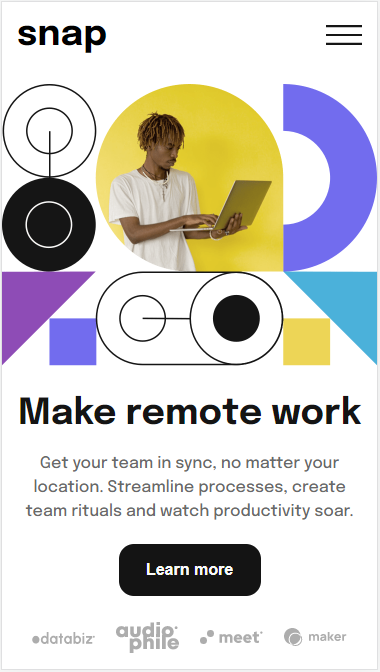 snap
Make remote work
Get your team in sync, no matter your
location. Streamline processes, create
team rituals and watch productivity soar.
Learn more
databiz
audio
phile
meet
maker